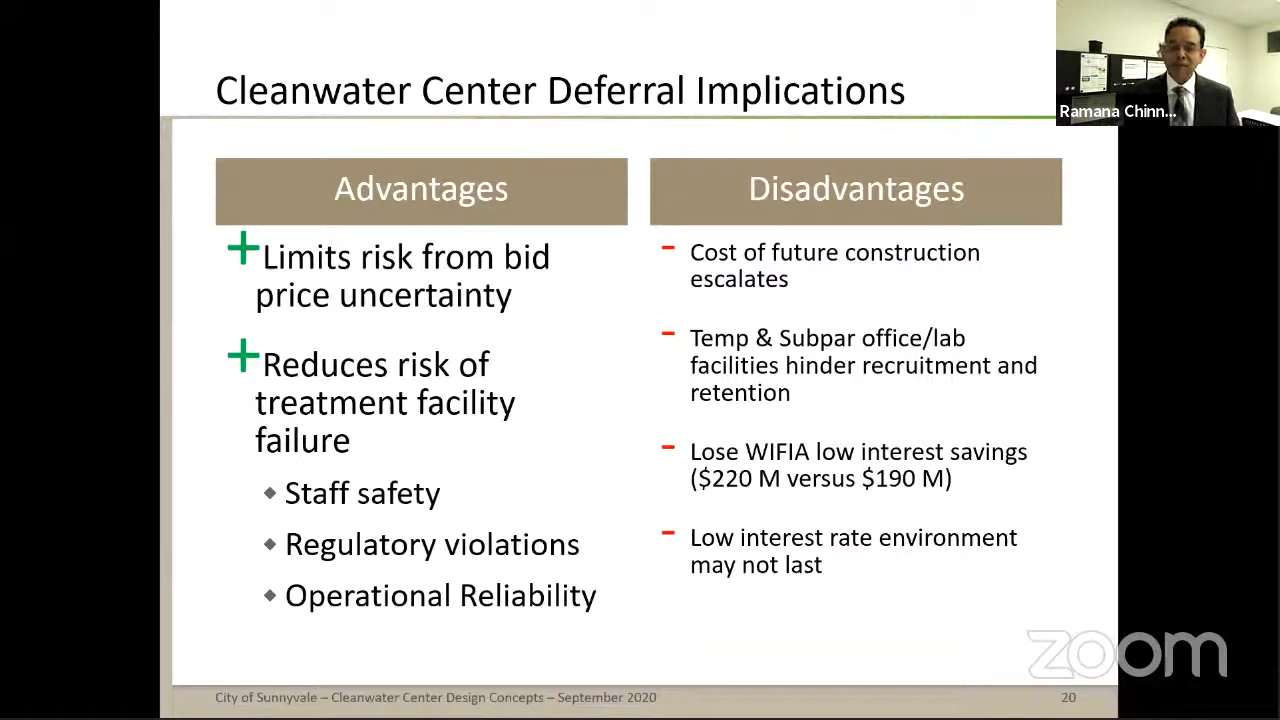 Cleanwater Center Deferral Implications
Ramana Chinn...
Advantages
+Limits risk from bid
price uncertainty
+Reduces risk of
treatment facility
failure
Staff safety
Regulatory violations
Operational Reliability
Disadvantages
- Cost of future construction
escalates
- Temp & Subpar office/lab
facilities hinder recruitment and
retention
- Lose WIFIA low interest savings
($220 M versus $190 M)
- Low interest rate environment
may not last
zoom
City of Sunnyvale – Cleanwater Center Design Concepts – September 2020
20